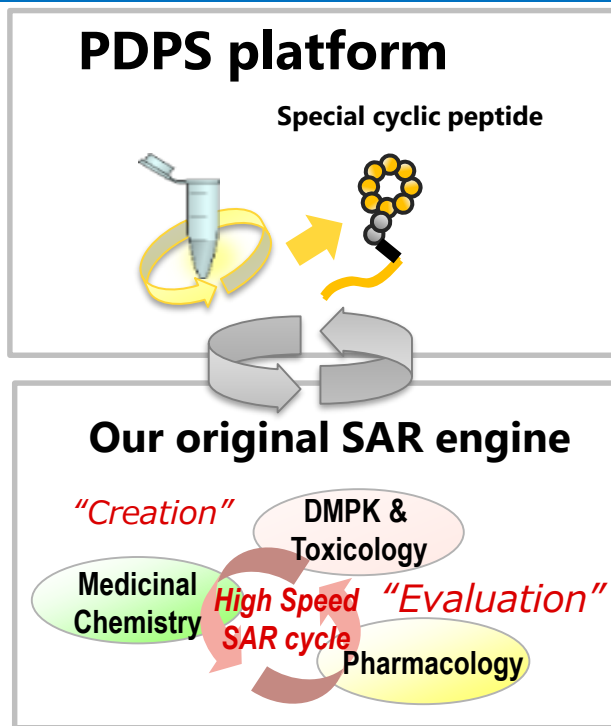 PDPS platform
Special cyclic peptide
Our original SAR engine
“Creation”
DMPK &
Toxicology
Medicinal
Chemistry
High Speed
SAR cycle
“Evaluation”
Pharmacology